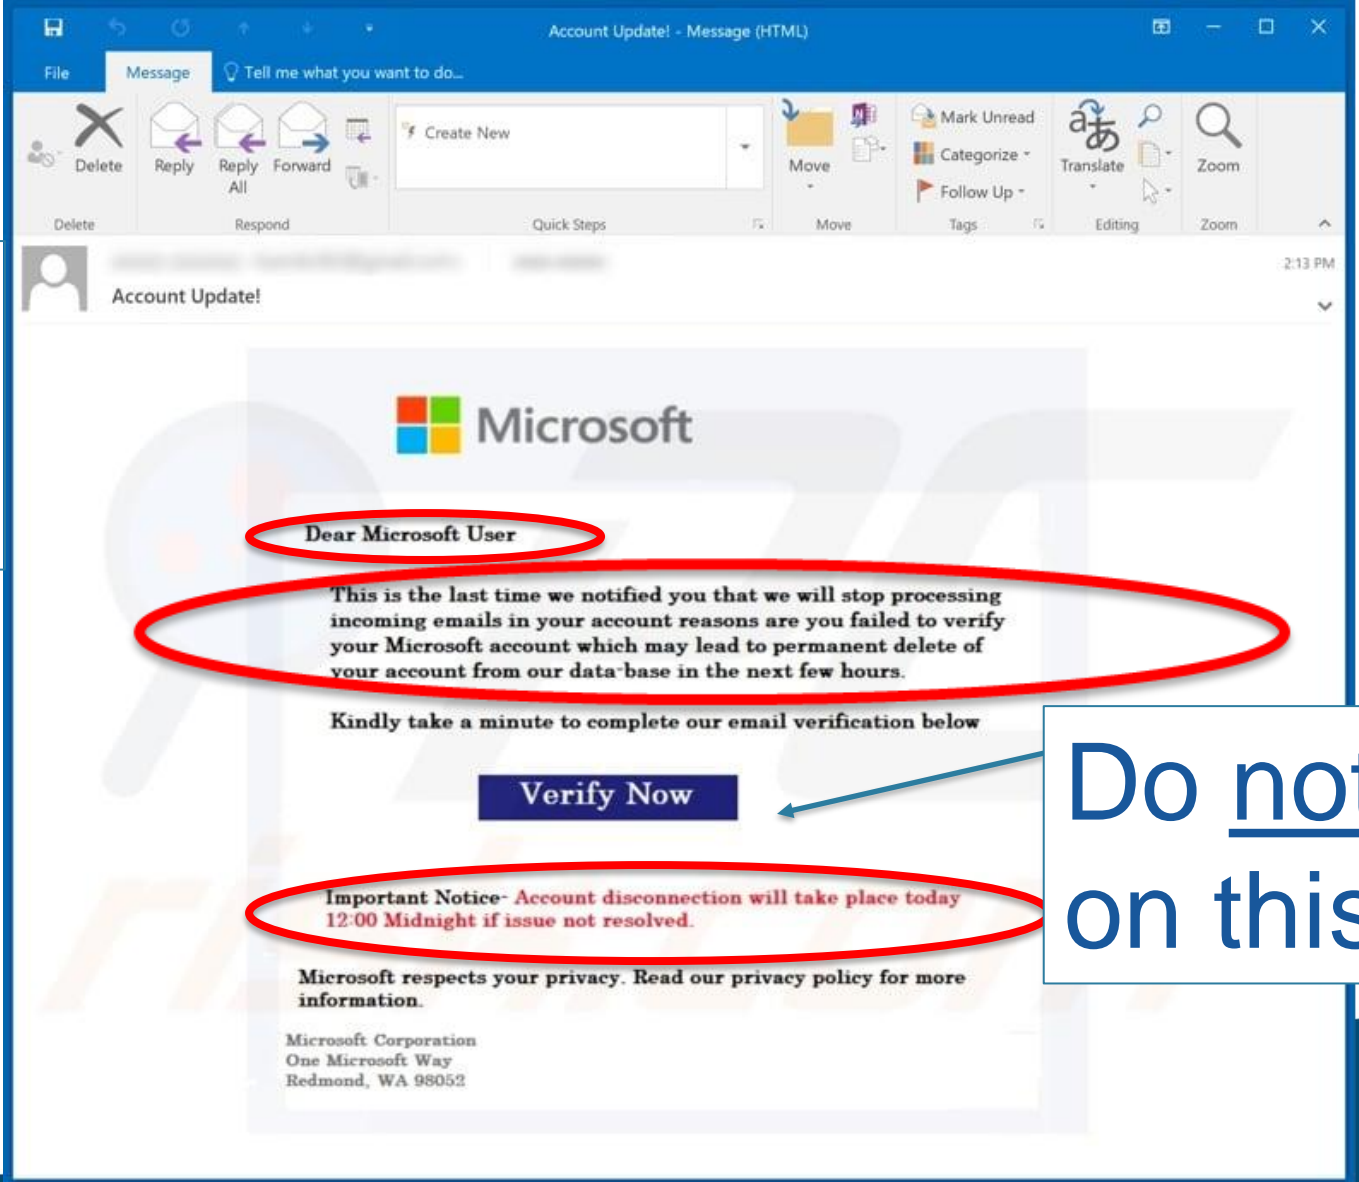 Account Update! - Message (HTML)
File Message Tell me what you want to do...
Delete
Reply
Reply All
Forward
Create New
Move
Mark Unread
Categorize
Follow Up
Translate
Zoom
Delete Respond Quick Steps Move Tags Editing Zoom
2:13 PM
Account Update!
Microsoft
Dear Microsoft User
This is the last time we notified you that we will stop processing
incoming emails in your account reasons are you failed to verify
your Microsoft account which may lead to permanent delete of
your account from our data-base in the next few hours.
Kindly take a minute to complete our email verification below
Verify Now
Do not
on this
Important Notice- Account disconnection will take place today
12:00 Midnight if issue not resolved.
Microsoft respects your privacy. Read our privacy policy for more
information.
Microsoft Corporation
One Microsoft Way
Redmond, WA 98052